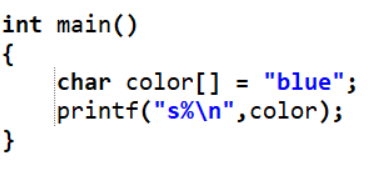 int main()
{
char color[] = "blue";
printf("s%\n",color);
}